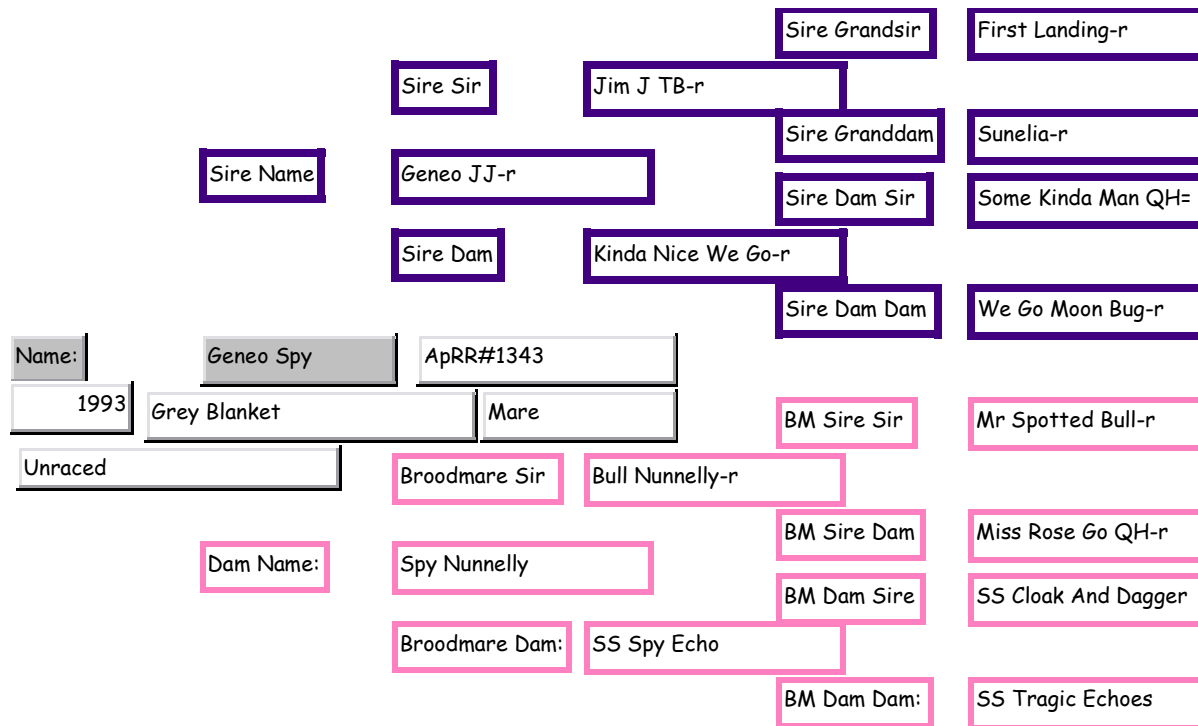 Sire Grandsir First Landing-r
Sire Sir Jim J TB-r
Sire Granddam Sunelia-r
Sire Name Geneo JJ-r
Sire Dam Sir Some Kinda Man QH=
Sire Dam Kinda Nice We Go-r
Sire Dam Dam We Go Moon Bug-r
Name: Geneo Spy ApRR#1343
1993 Grey Blanket Mare
BM Sire Sir Mr Spotted Bull-r
Unraced
Broodmare Sir Bull Nunnelly-r
BM Sire Dam Miss Rose Go QH-r
Dam Name: Spy Nunnelly
BM Dam Sire SS Cloak And Dagger
Broodmare Dam: SS Spy Echo
BM Dam Dam: SS Tragic Echoes